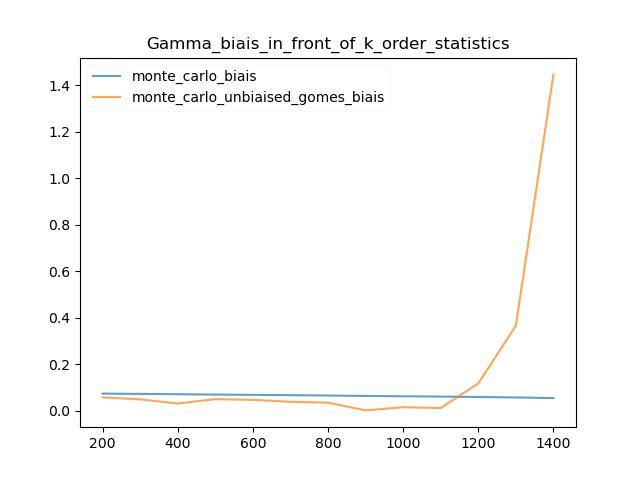 Gamma_biais_in_front_of_k_order_statistics
monte_carlo_biais
monte_carlo_unbiaised_gomes_biais
1.4
1.2
1.0
0.8
0.6
0.4
0.2
0.0
200 400 600 800 1000 1200 1400